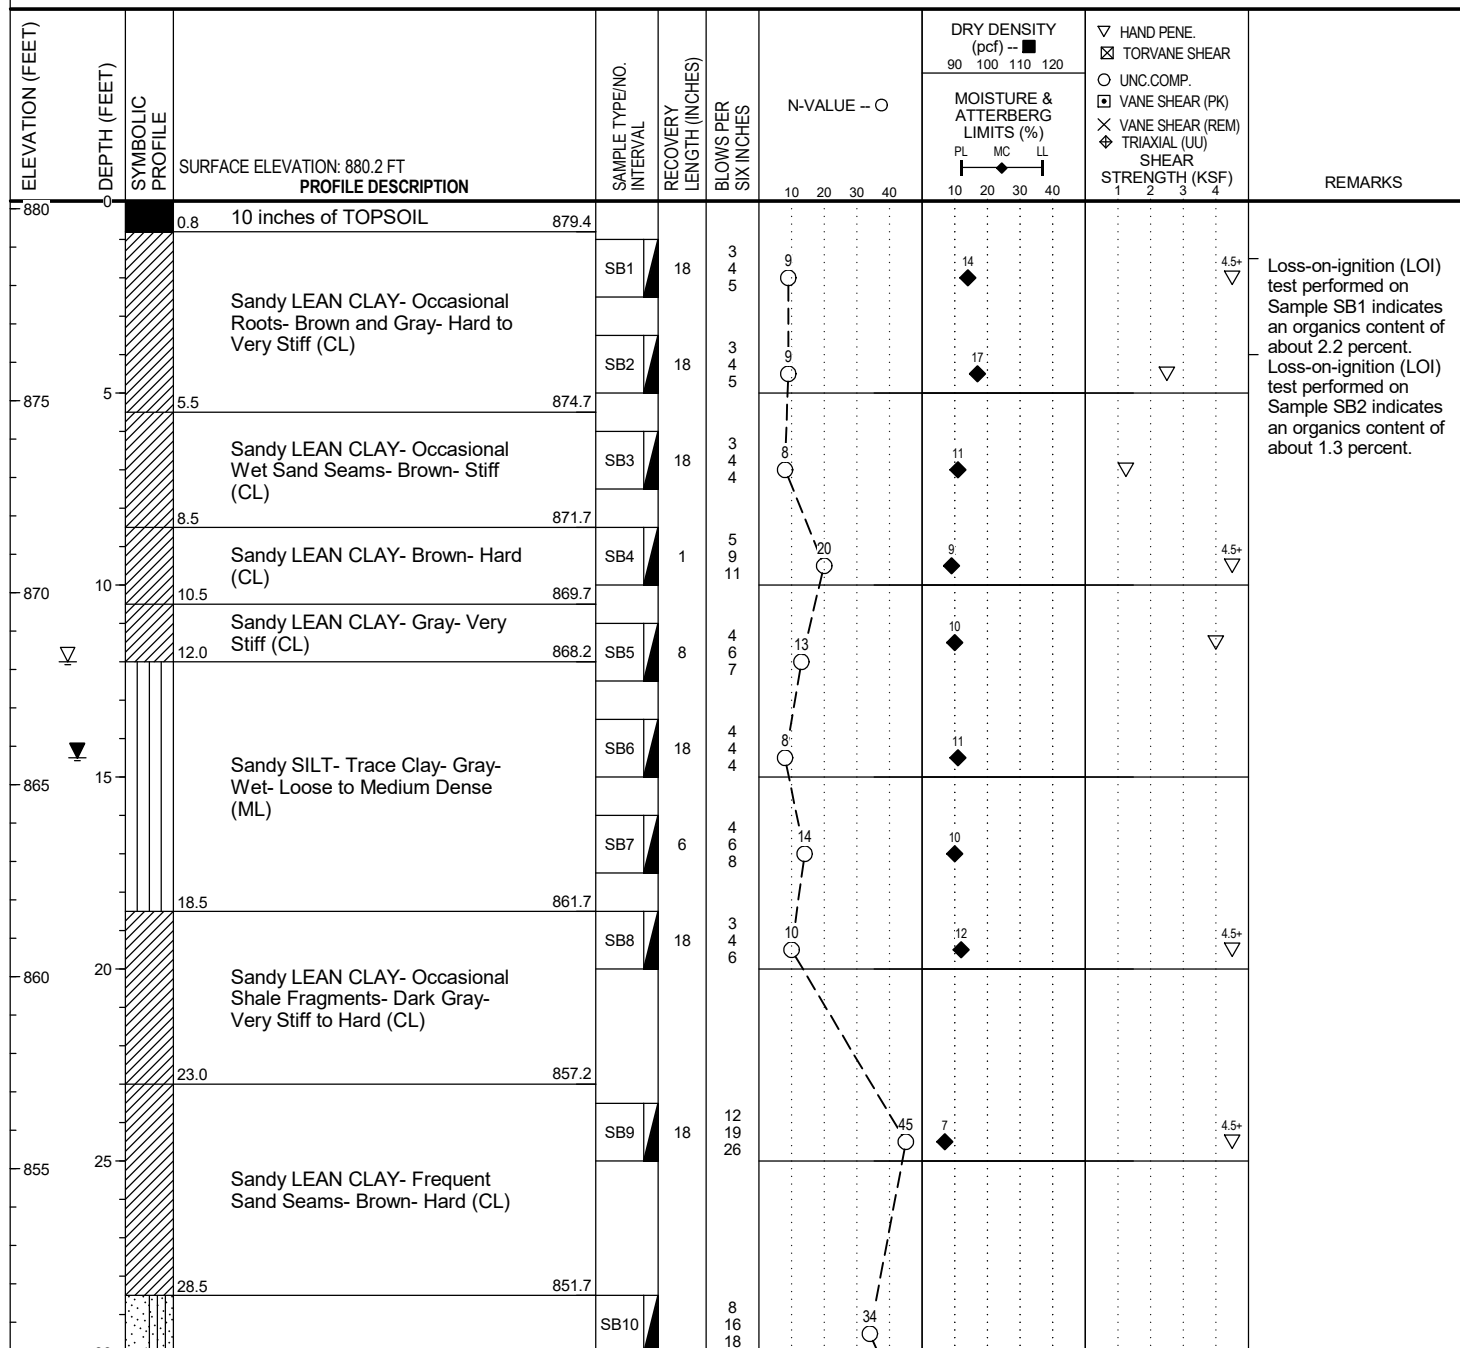 ELEVATION (FEET)
DEPTH (FEET)
SYMBOLIC
PROFILE
SURFACE ELEVATION: 880.2 FT
PROFILE DESCRIPTION
SAMPLE TYPE/NO.
INTERVAL
RECOVERY
LENGTH (INCHES)
BLOWS PER
SIX INCHES
N-VALUE -- O
10 20 30 40
DRY DENSITY
(pcf) -- ■
90 100 110 120
MOISTURE &
ATTERBERG
LIMITS (%)
PL MC LL
10 20 30 40
HAND PENE.
TORVANE SHEAR
UNC.COMP.
VANE SHEAR (PK)
VANE SHEAR (REM)
TRIAXIAL (UU)
SHEAR
STRENGTH (KSF)
1 2 3 4
REMARKS
880
0
0.8 10 inches of TOPSOIL 879.4
SB1 18
3
4
5
9
14
4.5+
Loss-on-ignition (LOI)
test performed on
Sample SB1 indicates
an organics content of
about 2.2 percent.
Sandy LEAN CLAY- Occasional
Roots- Brown and Gray- Hard to
Very Stiff (CL)
SB2 18
3
4
5
9
17
Loss-on-ignition (LOI)
test performed on
Sample SB2 indicates
an organics content of
about 1.3 percent.
875
5
5.5 874.7
Sandy LEAN CLAY- Occasional
Wet Sand Seams- Brown- Stiff
(CL)
SB3 18
3
4
4
8
11
8.5 871.7
Sandy LEAN CLAY- Brown- Hard
(CL)
SB4 1
5
9
11
20
9
4.5+
870
10
10.5 869.7
Sandy LEAN CLAY- Gray- Very
Stiff (CL)
12.0 868.2
SB5 8
4
6
7
13
10
Sandy SILT- Trace Clay- Gray-
Wet- Loose to Medium Dense
(ML)
SB6 18
4
4
4
8
11
865
15
SB7 6
4
6
8
14
10
18.5 861.7
SB8 18
3
4
6
10
12
4.5+
860
20
Sandy LEAN CLAY- Occasional
Shale Fragments- Dark Gray-
Very Stiff to Hard (CL)
23.0 857.2
SB9 18
12
19
26
45
7
4.5+
855
25
Sandy LEAN CLAY- Frequent
Sand Seams- Brown- Hard (CL)
28.5 851.7
SB10
8
16
18
34